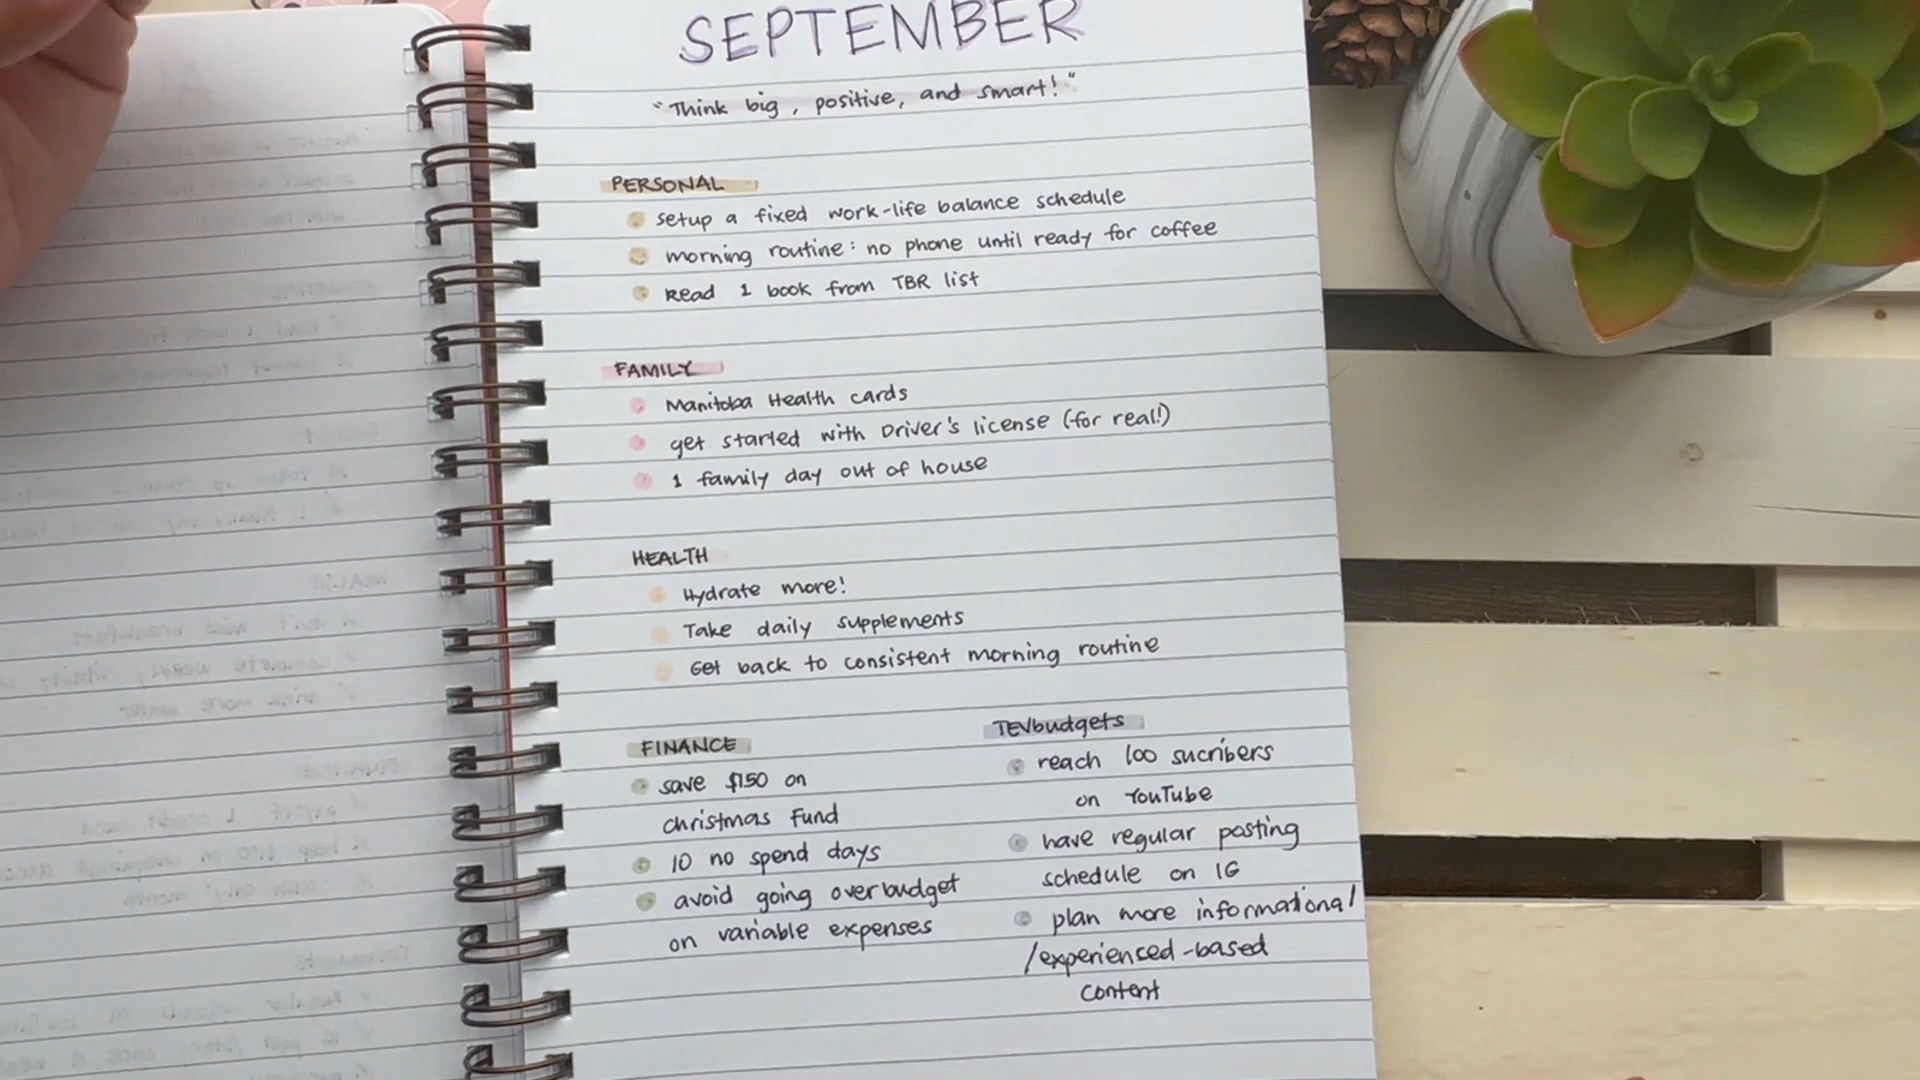 SEPTEMBER
"Think big, positive, and smart!"
PERSONAL
setup a fixed work-life balance schedule
morning routine: no phone until ready for coffee
Read 1 book from TBR list
FAMILY
Manitoba Health cards
get started with Driver's license (for real!)
1 family day out of house
HEALTH
Hydrate more!
Take daily supplements
Get back to consistent morning routine
FINANCE
save $150 on
christmas Fund
10 no spend days
avoid going overbudget
on variable expenses
TEVbudgets
reach 100 sucribers
on YouTube
have regular posting
schedule on IG
plan more informational
/experienced-based
content